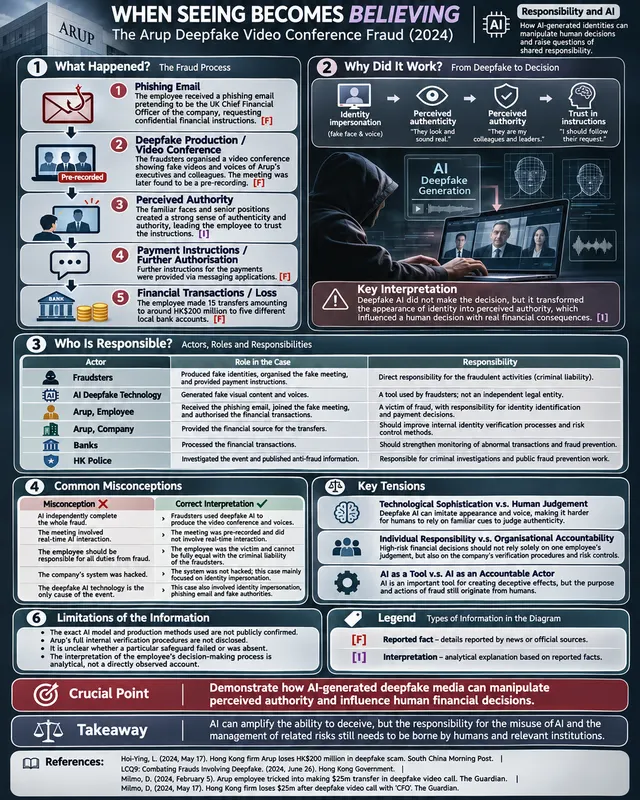 ARUP
WHEN SEEING BECOMES BELIEVING
The Arup Deepfake Video Conference Fraud (2024)
AI
Responsibility and AI
How AI-generated identities can
manipulate human decisions
and raise questions of
shared responsibility.
1 What Happened? The Fraud Process
1 Phishing Email
The employee received a phishing email
pretending to be the UK Chief Financial
Officer of the company, requesting
confidential financial instructions. [F]
Pre-recorded
2 Deepfake Production /
Video Conference
The fraudsters organised a video conference
showing fake videos and voices of Arup's
executives and colleagues. The meeting was
later found to be a pre-recording. [F]
3 Perceived Authority
The familiar faces and senior positions
created a strong sense of authenticity and
authority, leading the employee to trust
the instructions. [I]
4 Payment Instructions /
Further Authorisation
Further instructions for the payments
were provided via messaging applications. [F]
BANK
5 Financial Transactions / Loss
The employee made 15 transfers amounting
to around HK$200 million to five different
local bank accounts. [F]
2 Why Did It Work? From Deepfake to Decision
Identity
impersonation
(fake face & voice)
Perceived
authenticity
"They look and
sound real."
Perceived
authority
"They are my
colleagues and leaders."
Trust in
instructions
"I should follow
their request."
AI
Deepfake
Generation
Key Interpretation
Deepfake AI did not make the decision, but it transformed
the appearance of identity into perceived authority, which
influenced a human decision with real financial consequences. [I]
3 Who Is Responsible? Actors, Roles and Responsibilities
Actor Role in the Case Responsibility
Fraudsters Produced fake identities, organised the fake meeting, and provided payment instructions. Direct responsibility for the fraudulent activities (criminal liability).
AI AI Deepfake Technology Generated fake visual content and voices. A tool used by fraudsters; not an independent legal entity.
Arup, Employee Received the phishing email, joined the fake meeting, and authorised the financial transactions. A victim of fraud, with responsibility for identity identification and payment decisions.
Arup, Company Provided the financial source for the transfers. Should improve internal identity verification processes and risk control methods.
Banks Processed the financial transactions. Should strengthen monitoring of abnormal transactions and fraud prevention.
HK Police Investigated the event and published anti-fraud information. Responsible for criminal investigations and public fraud prevention work.
4 Common Misconceptions
Misconception Correct Interpretation
AI independently complete the whole fraud. › Fraudsters used deepfake AI to produce the video conference and voices.
The meeting involved real-time AI interaction. › The meeting was pre-recorded and did not involve real-time interaction.
The employee should be responsible for all duties from fraud. › The employee was the victim and cannot be fully equal with the criminal liability of the fraudsters.
The company's system was hacked. › The system was not hacked; this case mainly focused on identity impersonation.
The deepfake AI technology is the only cause of the event. › This case also involved Identity impersonation, phishing email and fake authorities.
5 Key Tensions
Technological Sophistication v.s. Human Judgement
Deepfake AI can imitate appearance and voice, making it harder
for humans to rely on familiar cues to judge authenticity.
Individual Responsibility v.s. Organisational Accountability
High-risk financial decisions should not rely solely on one employee's
judgement, but also on the company's verification procedures and risk controls.
AI as a Tool v.s. AI as an Accountable Actor
AI is an important tool for creating deceptive effects, but the purpose
and actions of fraud still originate from humans.
6 Limitations of the Information
• The exact AI model and production methods used are not publicly confirmed.
• Arup's full internal verification procedures are not disclosed.
• It is unclear whether a particular safeguard failed or was absent.
• The interpretation of the employee's decision-making process is
analytical, not a directly observed account.
Legend Types of Information in the Diagram
[F] Reported fact – details reported by news or official sources.
[I] Interpretation – analytical explanation based on reported facts.
Crucial Point Demonstrate how AI-generated deepfake media can manipulate
perceived authority and influence human financial decisions.
Takeaway AI can amplify the ability to deceive, but the responsibility for the misuse of AI and the
management of related risks still needs to be borne by humans and relevant institutions.
References: Hoi-Ying, L. (2024, May 17). Hong Kong firm Arup loses HK$200 million in deepfake scam. South China Morning Post. |
LCQ9: Combating Frauds Involving Deepfake. (2024, June 26). Hong Kong Government. |
Milmo, D. (2024, February 5). Arup employee tricked into making $25m transfer in deepfake video call. The Guardian. |
Milmo, D. (2024, May 17). Hong Kong firm loses $25m after deepfake video call with 'CFO'. The Guardian.